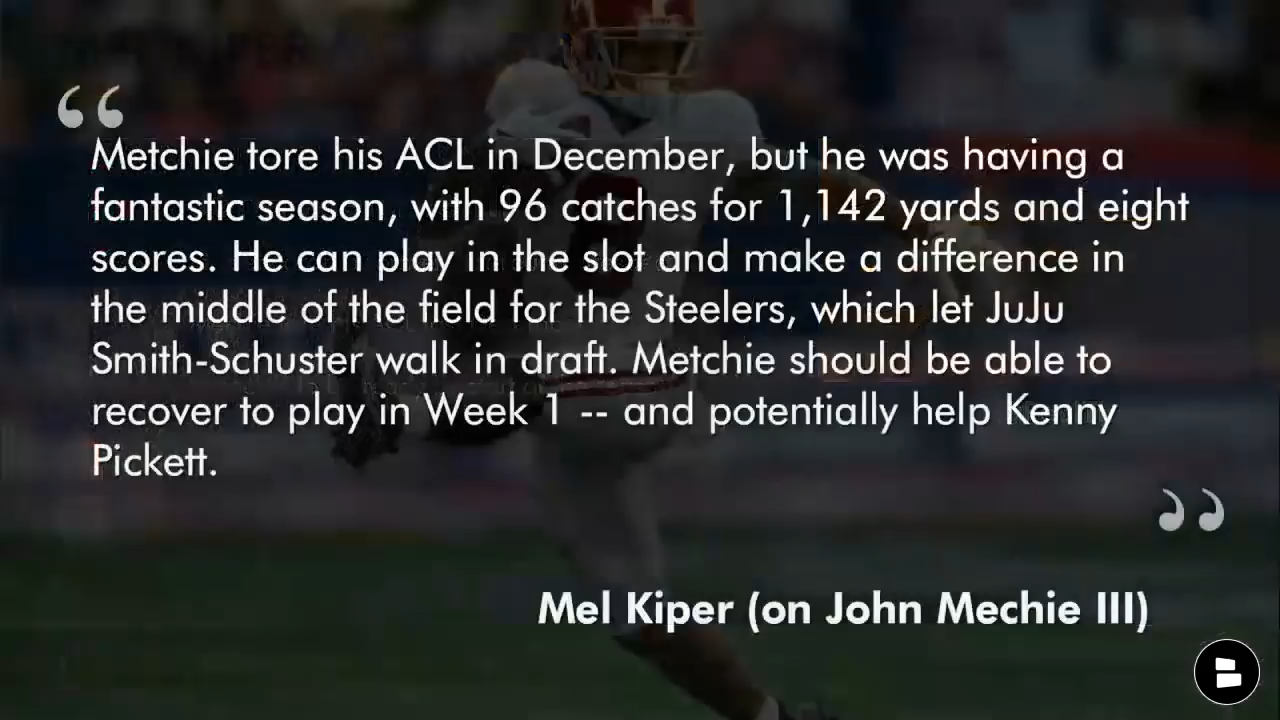 “
Metchie tore his ACL in December, but he was having a
fantastic season, with 96 catches for 1,142 yards and eight
scores. He can play in the slot and make a difference in
the middle of the field for the Steelers, which let JuJu
Smith-Schuster walk in draft. Metchie should be able to
recover to play in Week 1 -- and potentially help Kenny
Pickett.
”
Mel Kiper (on John Mechie III)